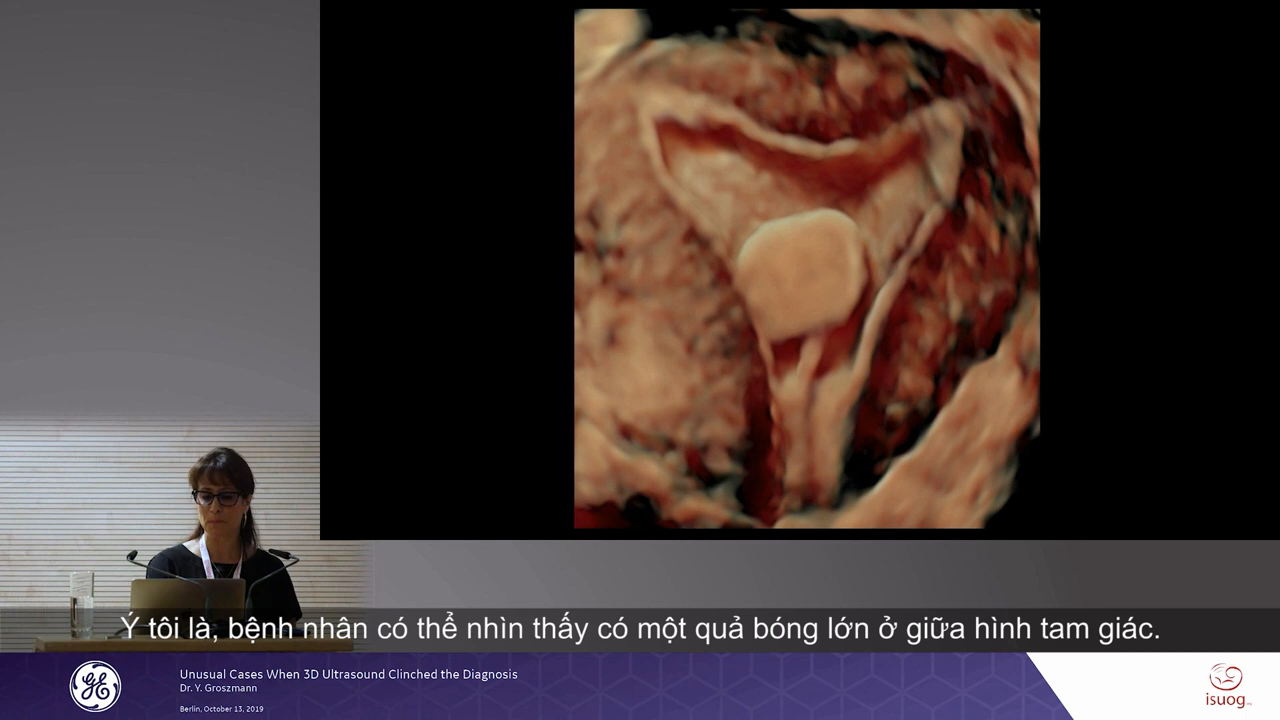 Ý tôi là, bệnh nhân có thể nhìn thấy có một quả bóng lớn ở giữa hình tam giác.
GE
Unusual Cases When 3D Ultrasound Clinched the Diagnosis
Dr. Y. Groszmann
Berlin, October 13, 2019
isuog